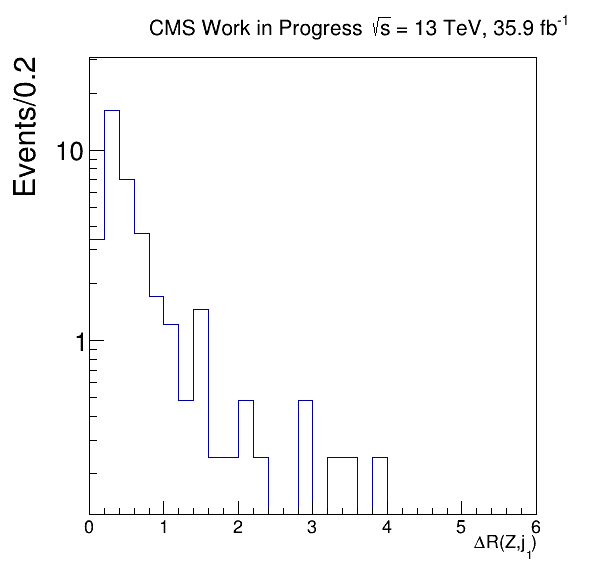 CMS Work in Progress √s = 13 TeV, 35.9 fb⁻¹
Events/0.2
10
1
0 1 2 3 4 5 6
ΔR(Z,j₁)